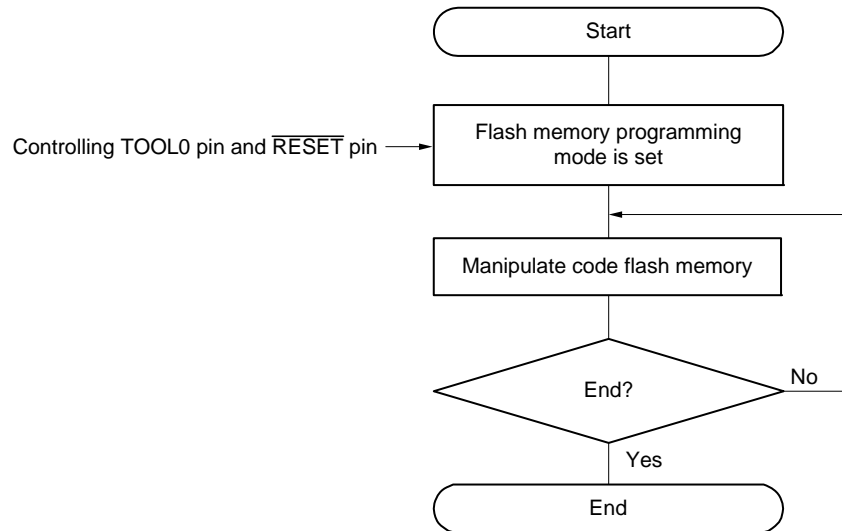 Start
Controlling TOOL0 pin and RESET pin
Flash memory programming
mode is set
Manipulate code flash memory
End?
No
Yes
End